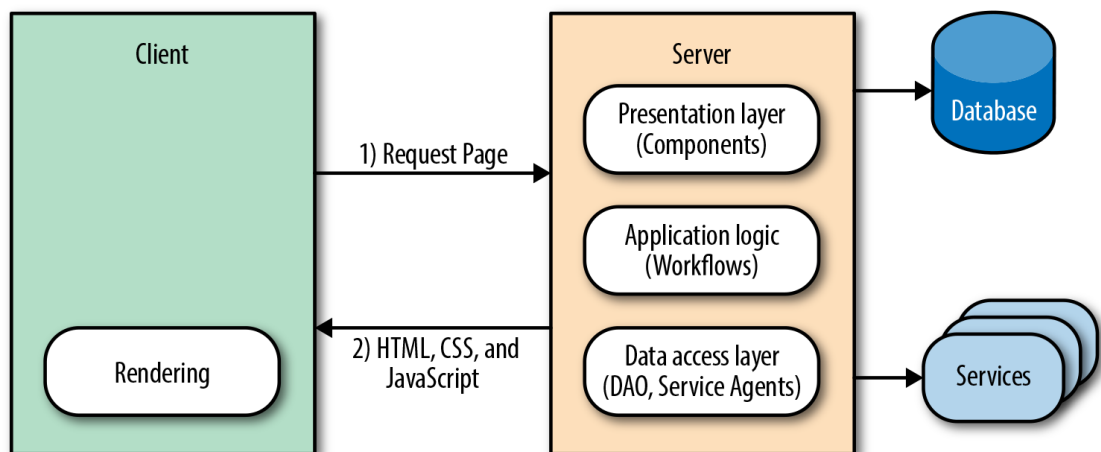 Client
Rendering
1) Request Page
2) HTML, CSS, and
JavaScript
Server
Presentation layer
(Components)
Application logic
(Workflows)
Data access layer
(DAO, Service Agents)
Database
Services